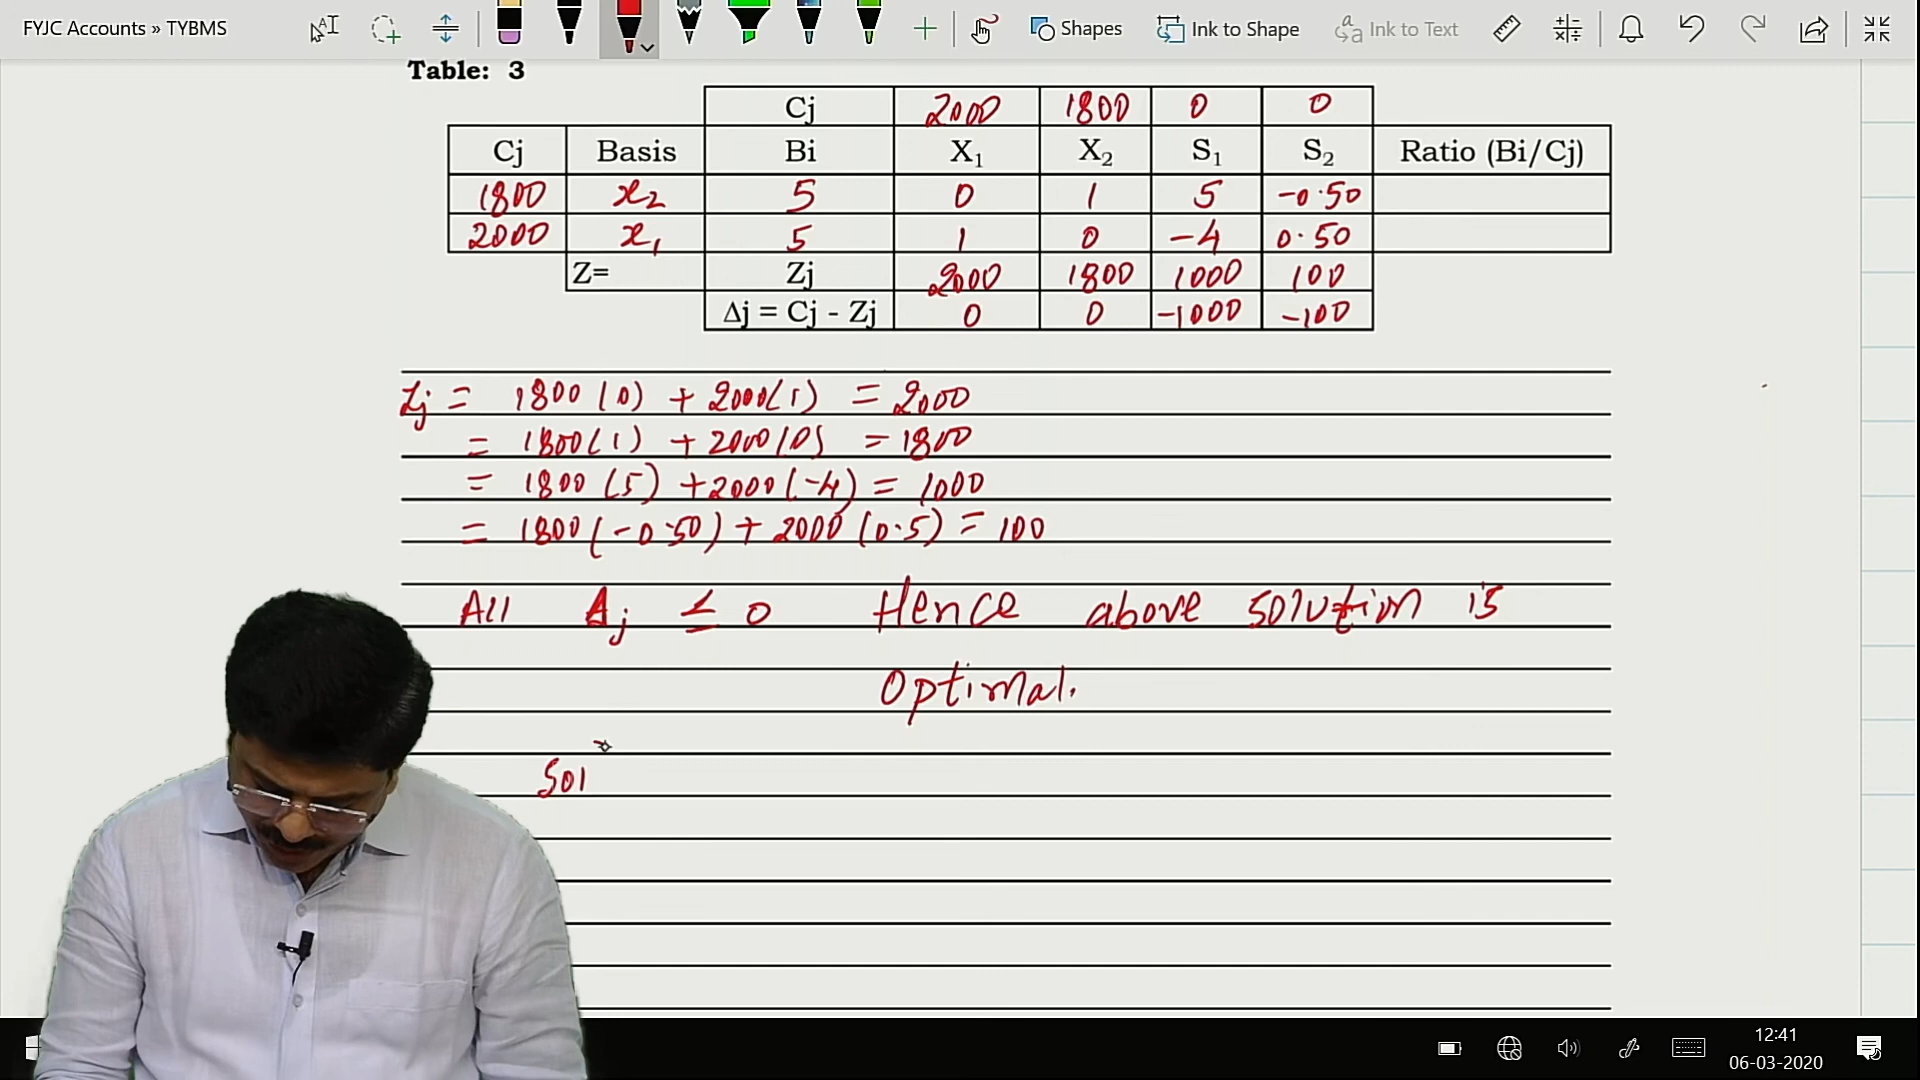 FYJC Accounts » TYBMS
Shapes Ink to Shape Ink to Text
Table: 3
Cj 2000 1800 0 0
Cj Basis Bi X₁ X₂ S₁ S₂ Ratio (Bi/Cj)
1800 x₂ 5 0 1 5 -0.50
2000 x₁ 5 1 0 -4 0.50
Z= Zj 2000 1800 1000 100
Δj = Cj - Zj 0 0 -1000 -100
Zj = 1800 (0) + 2000(1) = 2000
= 1800(1) + 2000(0) = 1800
= 1800 (5) + 2000(-4) = 1000
= 1800(-0.50) + 2000 (0.5) = 100
All Δj ≤ 0 Hence above solution is
optimal.
Sol
12:41
06-03-2020